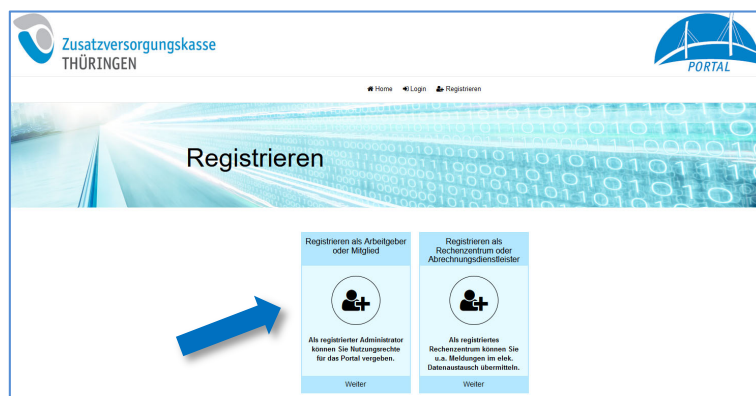 Zusatzversorgungskasse
THÜRINGEN
PORTAL
Home Login Registrieren
Registrieren
Registrieren als Arbeitgeber
oder Mitglied
Als registrierter Administrator
können Sie Nutzungsrechte
für das Portal vergeben.
Weiter
Registrieren als
Rechenzentrum oder
Abrechnungsdienstleister
Als registriertes
Rechenzentrum können Sie
u.a. Meldungen im elek.
Datenaustausch übermitteln.
Weiter